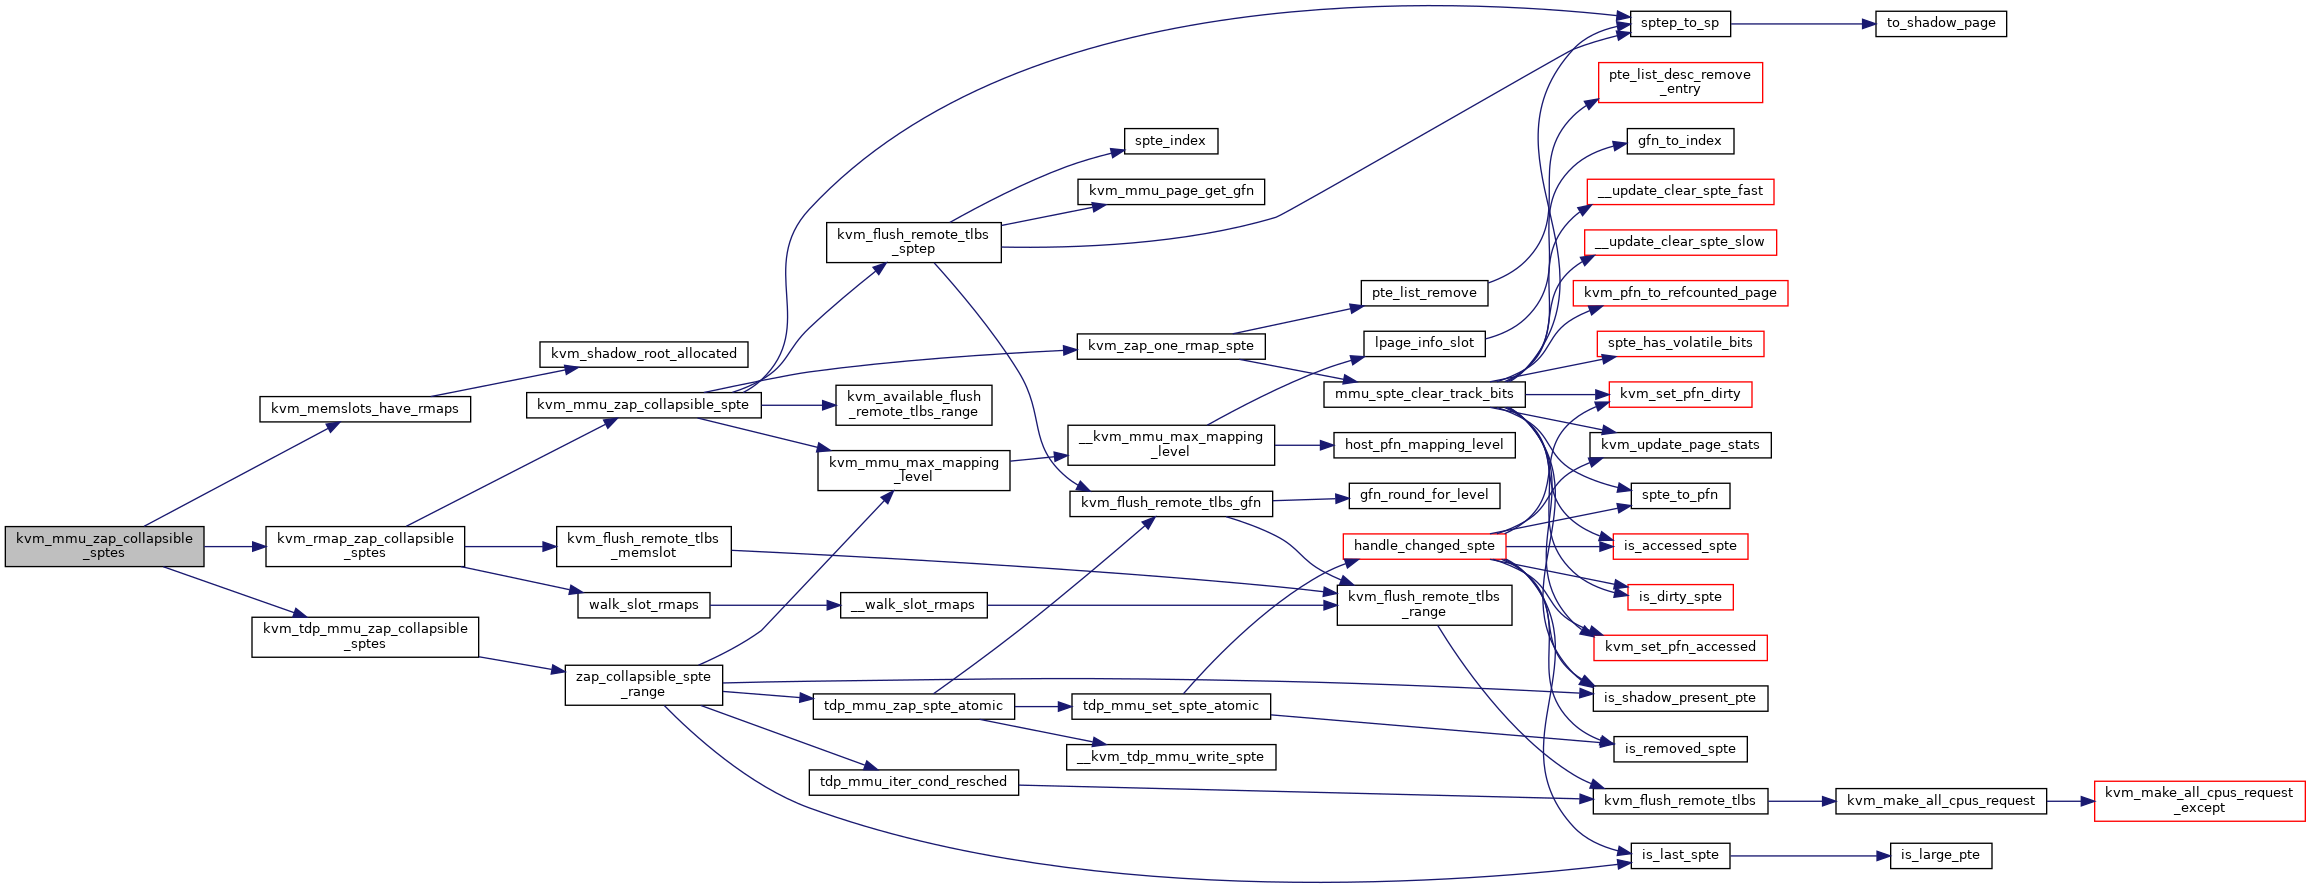 kvm_mmu_zap_collapsible
_sptes
kvm_memslots_have_rmaps
kvm_rmap_zap_collapsible
_sptes
kvm_tdp_mmu_zap_collapsible
_sptes
kvm_shadow_root_allocated
kvm_mmu_zap_collapsible_spte
kvm_flush_remote_tlbs
_memslot
walk_slot_rmaps
zap_collapsible_spte
_range
kvm_flush_remote_tlbs
_sptep
kvm_available_flush
_remote_tlbs_range
kvm_mmu_max_mapping
_level
__walk_slot_rmaps
tdp_mmu_zap_spte_atomic
tdp_mmu_iter_cond_resched
spte_index
kvm_mmu_page_get_gfn
kvm_zap_one_rmap_spte
__kvm_mmu_max_mapping
_level
kvm_flush_remote_tlbs_gfn
tdp_mmu_set_spte_atomic
__kvm_tdp_mmu_write_spte
pte_list_remove
lpage_info_slot
mmu_spte_clear_track_bits
host_pfn_mapping_level
gfn_round_for_level
handle_changed_spte
kvm_flush_remote_tlbs
_range
sptep_to_sp
pte_list_desc_remove
_entry
gfn_to_index
__update_clear_spte_fast
__update_clear_spte_slow
kvm_pfn_to_refcounted_page
spte_has_volatile_bits
kvm_set_pfn_dirty
kvm_update_page_stats
spte_to_pfn
is_accessed_spte
is_dirty_spte
kvm_set_pfn_accessed
is_shadow_present_pte
is_removed_spte
kvm_flush_remote_tlbs
is_last_spte
to_shadow_page
kvm_make_all_cpus_request
is_large_pte
kvm_make_all_cpus_request
_except